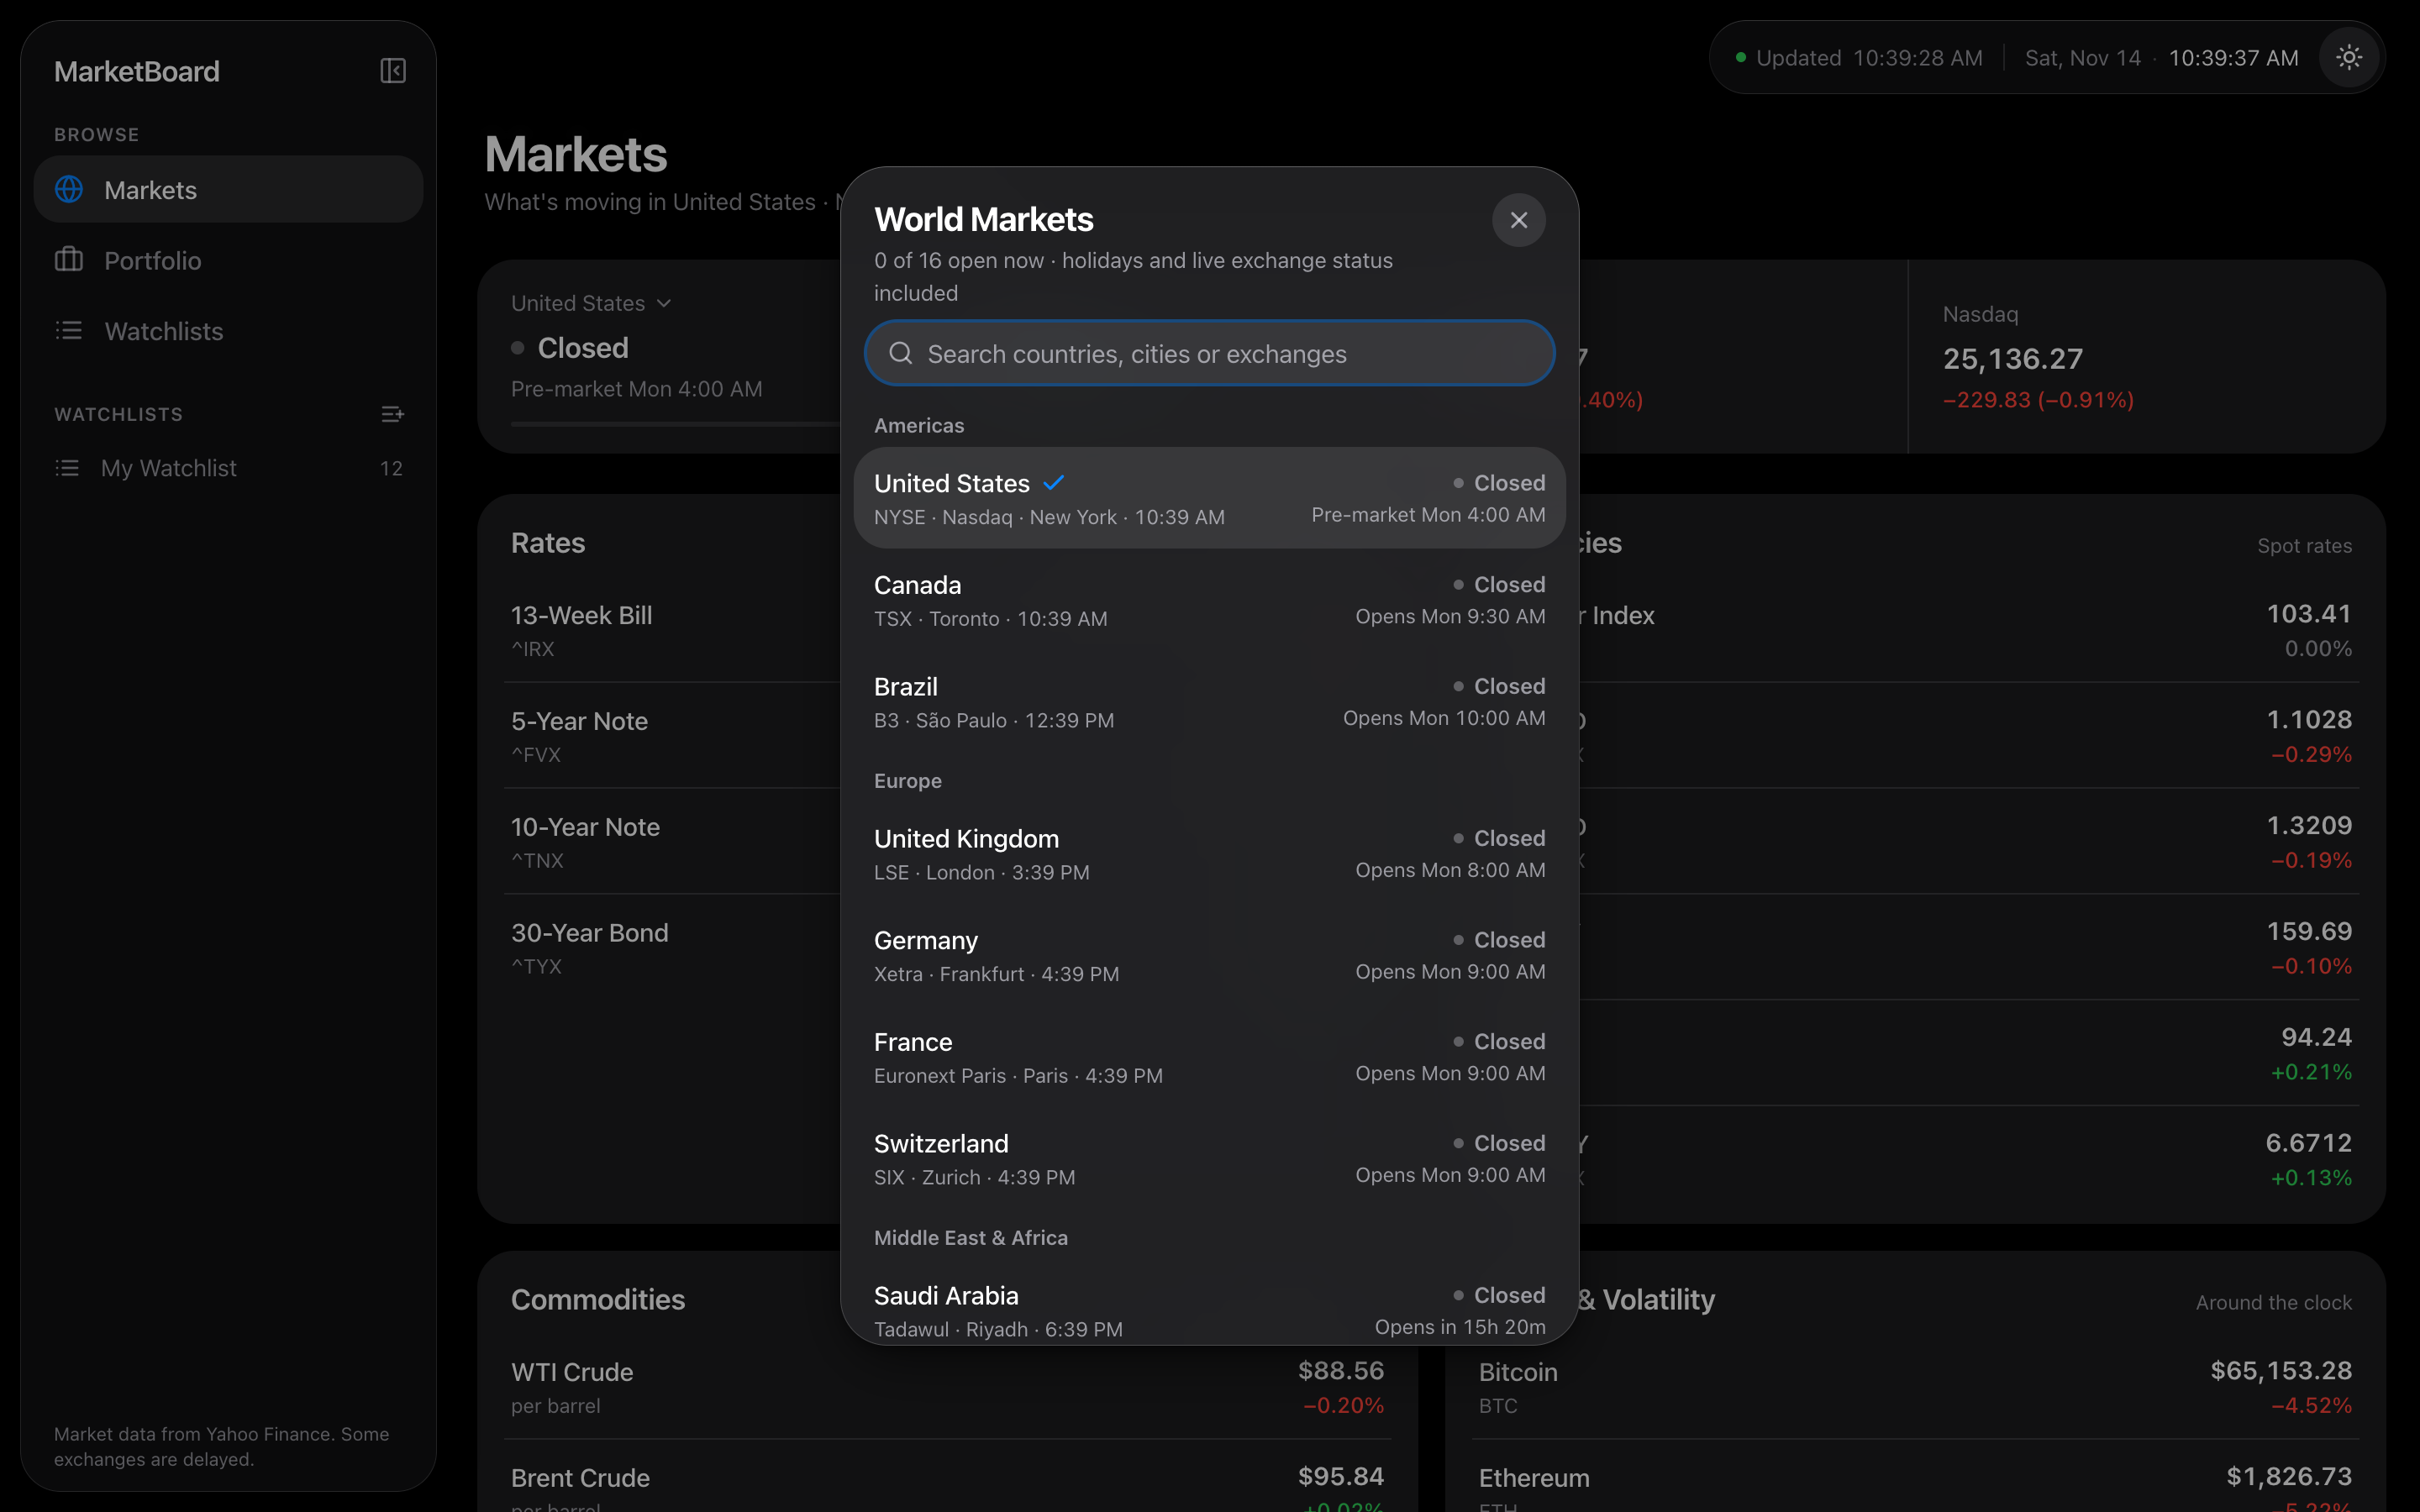 MarketBoard
BROWSE
Markets
Portfolio
Watchlists
WATCHLISTS
My Watchlist 12
Market data from Yahoo Finance. Some
exchanges are delayed.
Updated 10:39:28 AM Sat, Nov 14 · 10:39:37 AM
Markets
What's moving in United States ·
United States
Closed
Pre-market Mon 4:00 AM
.40%)
Nasdaq
25,136.27
−229.83 (−0.91%)
Rates
13-Week Bill
^IRX
5-Year Note
^FVX
10-Year Note
^TNX
30-Year Bond
^TYX
World Markets
0 of 16 open now · holidays and live exchange status
included
Search countries, cities or exchanges
Americas
United States Closed
NYSE · Nasdaq · New York · 10:39 AM Pre-market Mon 4:00 AM
Canada Closed
TSX · Toronto · 10:39 AM Opens Mon 9:30 AM
Brazil Closed
B3 · São Paulo · 12:39 PM Opens Mon 10:00 AM
Europe
United Kingdom Closed
LSE · London · 3:39 PM Opens Mon 8:00 AM
Germany Closed
Xetra · Frankfurt · 4:39 PM Opens Mon 9:00 AM
France Closed
Euronext Paris · Paris · 4:39 PM Opens Mon 9:00 AM
Switzerland Closed
SIX · Zurich · 4:39 PM Opens Mon 9:00 AM
Middle East & Africa
Saudi Arabia Closed
Tadawul · Riyadh · 6:39 PM Opens in 15h 20m
Spot rates
Index 103.41
0.00%
1.1028
−0.29%
1.3209
−0.19%
159.69
−0.10%
94.24
+0.21%
6.6712
+0.13%
Commodities
WTI Crude $88.56
per barrel −0.20%
Brent Crude $95.84
per barrel +0.02%
& Volatility Around the clock
Bitcoin $65,153.28
BTC −4.52%
Ethereum $1,826.73
ETH −5.22%